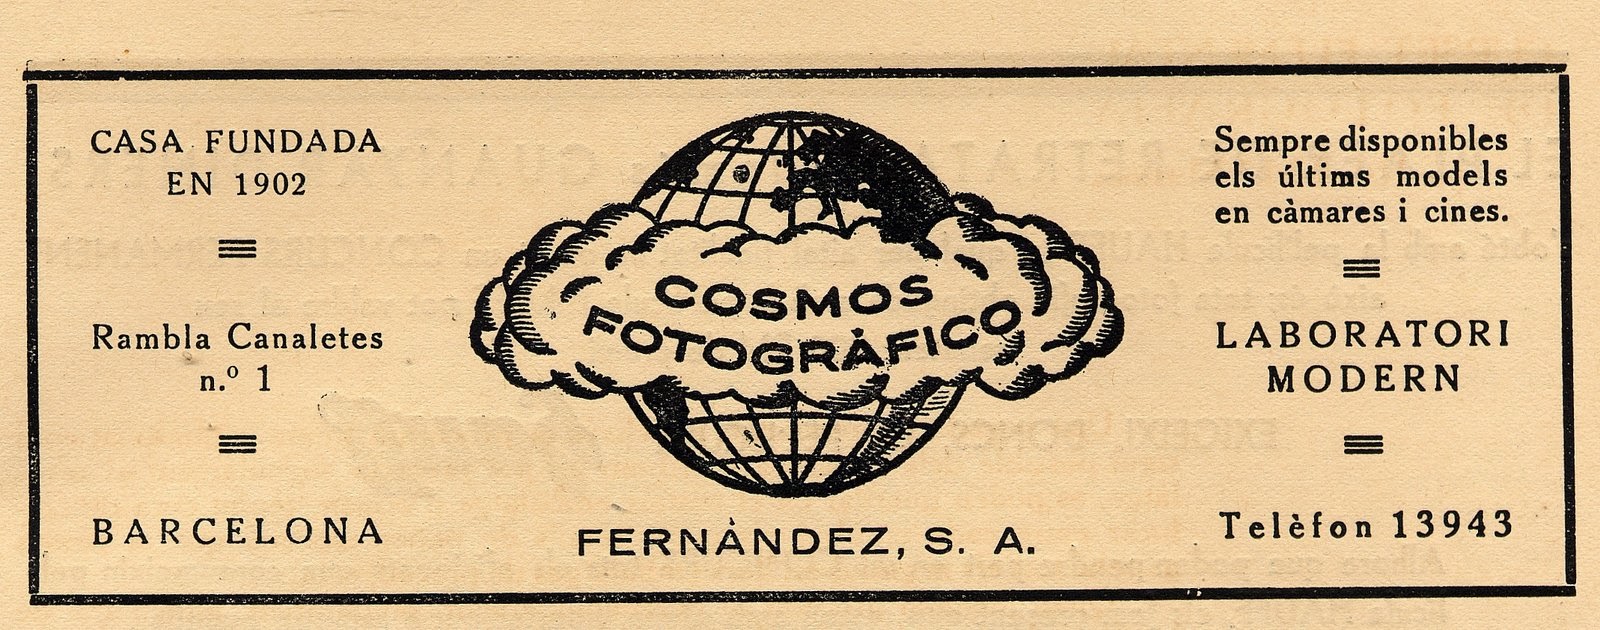 CASA FUNDADA
EN 1902
Rambla Canaletes
n.º 1
BARCELONA
COSMOS
FOTOGRÀFICO
FERNÀNDEZ, S. A.
Sempre disponibles
els últims models
en càmares i cines.
LABORATORI
MODERN
Telèfon 13943